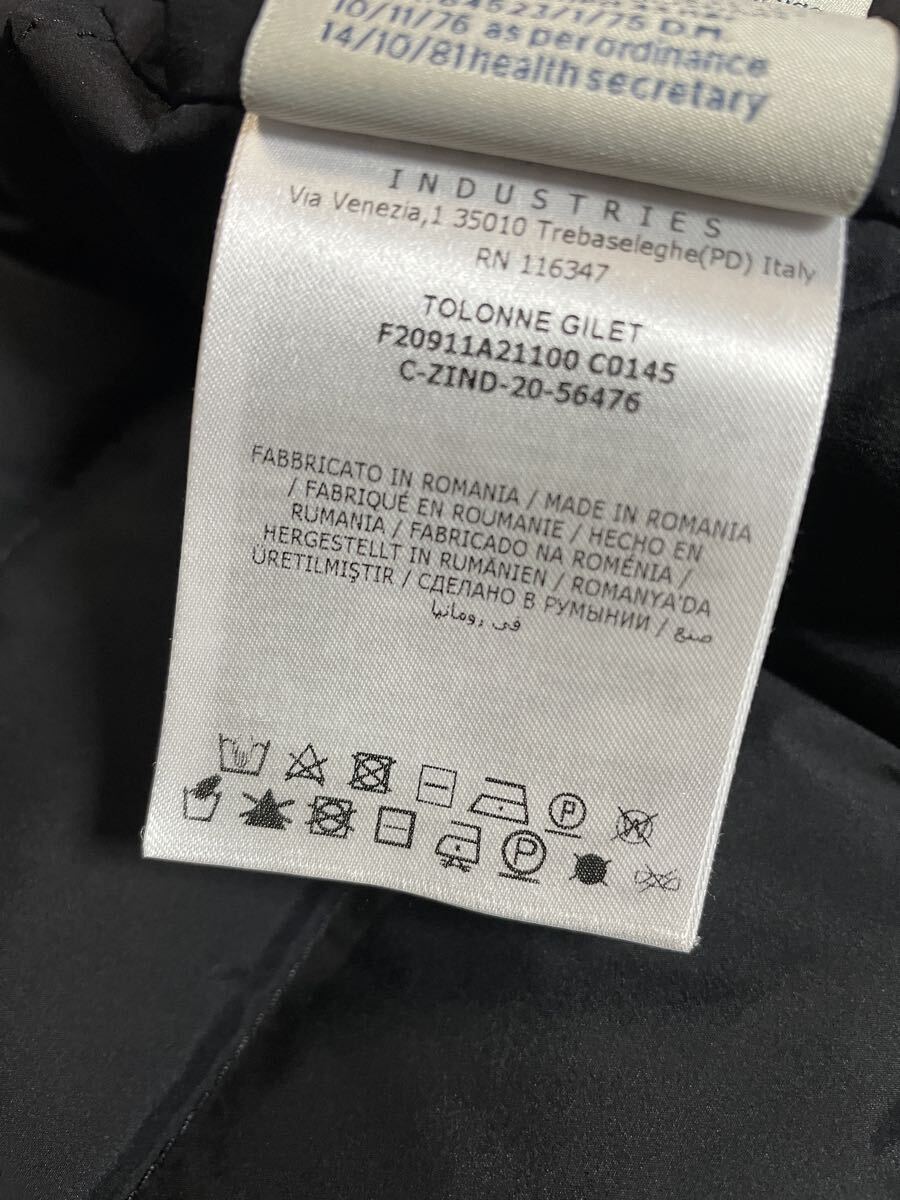 10/11/76 as per ordinance
14/10/81 health secretary
INDUSTRIES
Via Venezia,1 35010 Trebaseleghe(PD) Italy
RN 116347
TOLONNE GILET
F20911A21100 C0145
C-ZIND-20-56476
FABBRICATO IN ROMANIA / MADE IN ROMANIA
/ FABRIQUÉ EN ROUMANIE / HECHO EN
RUMANIA / FABRICADO NA ROMÉNIA /
HERGESTELLT IN RUMÄNIEN / ROMANYA'DA
ÜRETILMIŞTIR / СДЕЛАНО В РУМЫНИИ / صنع
في رومانيا
P
P